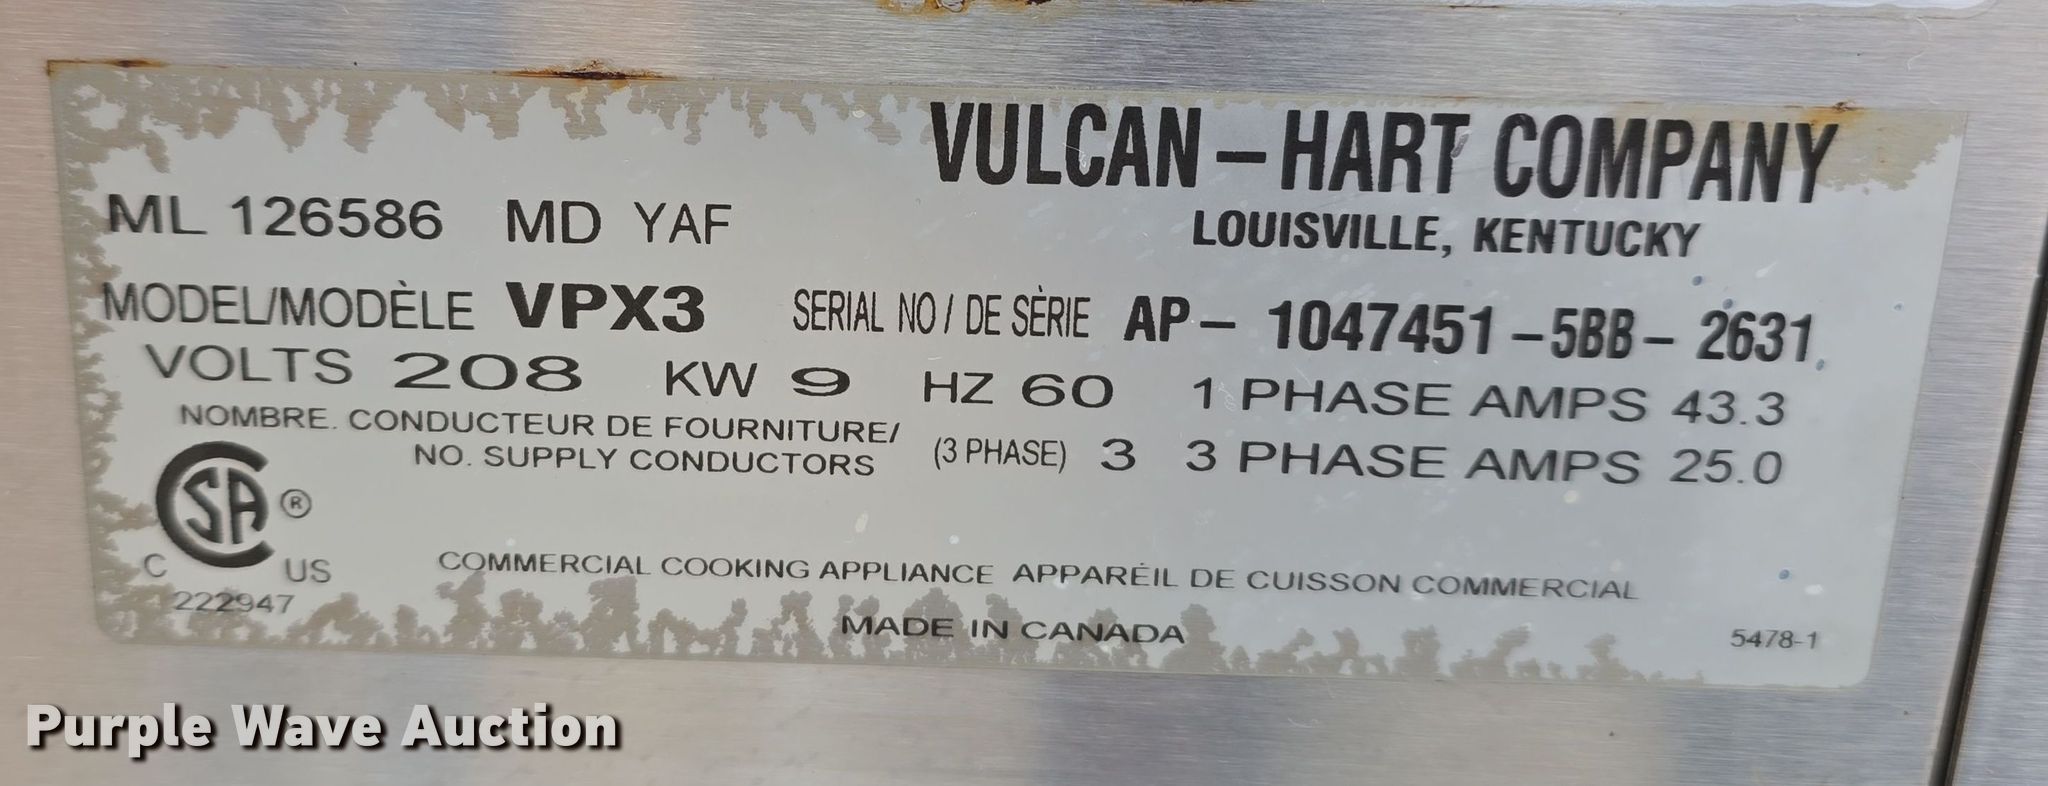 VULCAN – HART COMPANY
LOUISVILLE, KENTUCKY
ML 126586 MD YAF
MODEL/MODÈLE VPX3 SERIAL NO / DE SÈRIE AP – 1047451 – 5BB – 2631
VOLTS 208 KW 9 HZ 60 1 PHASE AMPS 43.3
NOMBRE. CONDUCTEUR DE FOURNITURE/
NO. SUPPLY CONDUCTORS (3 PHASE) 3 3 PHASE AMPS 25.0
CSA ®
C US
222947
COMMERCIAL COOKING APPLIANCE APPARÉIL DE CUISSON COMMERCIAL
MADE IN CANADA
5478-1
Purple Wave Auction